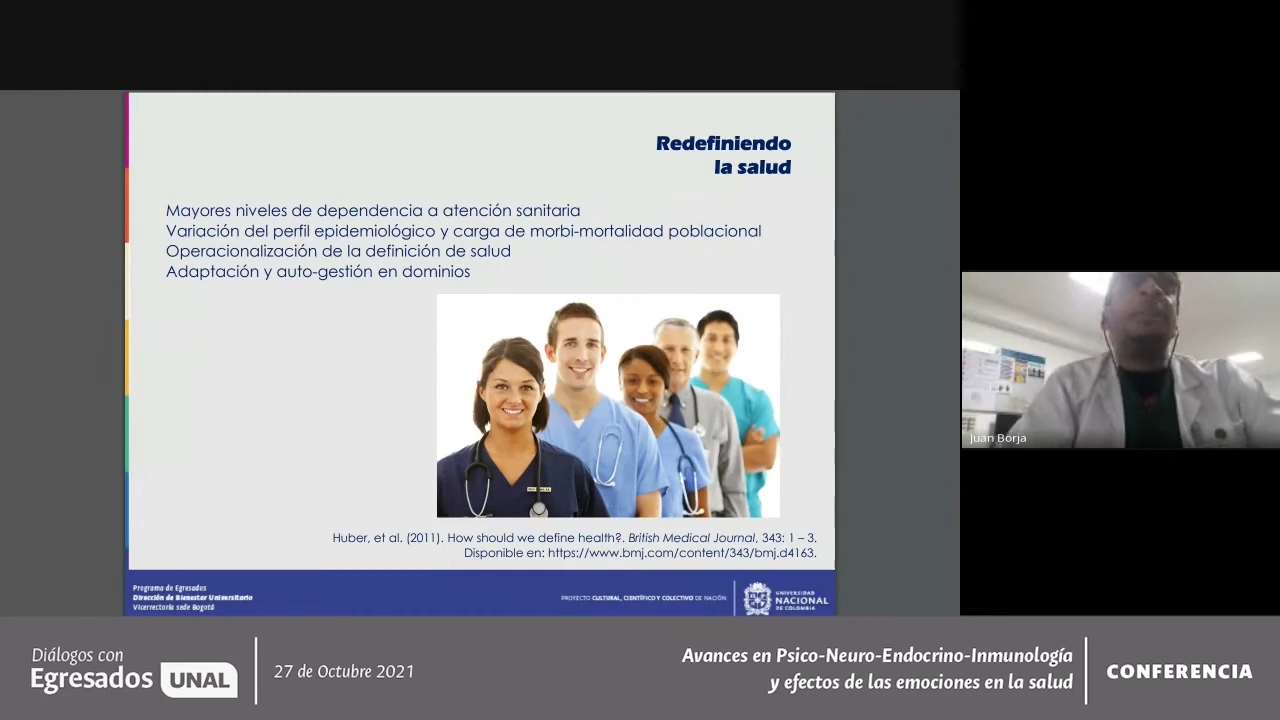 Redefiniendo
la salud
Mayores niveles de dependencia a atención sanitaria
Variación del perfil epidemiológico y carga de morbi-mortalidad poblacional
Operacionalización de la definición de salud
Adaptación y auto-gestión en dominios
Huber, et al. (2011). How should we define health?. British Medical Journal, 343: 1 – 3.
Disponible en: https://www.bmj.com/content/343/bmj.d4163.
Programa de Egresados
Dirección de Bienestar Universitario
Vicerrectoría sede Bogotá
PROYECTO CULTURAL, CIENTÍFICO Y COLECTIVO DE NACIÓN
UNIVERSIDAD
NACIONAL
DE COLOMBIA
Juan Borja
Diálogos con
Egresados UNAL
27 de Octubre 2021
Avances en Psico-Neuro-Endocrino-Inmunología
y efectos de las emociones en la salud
CONFERENCIA